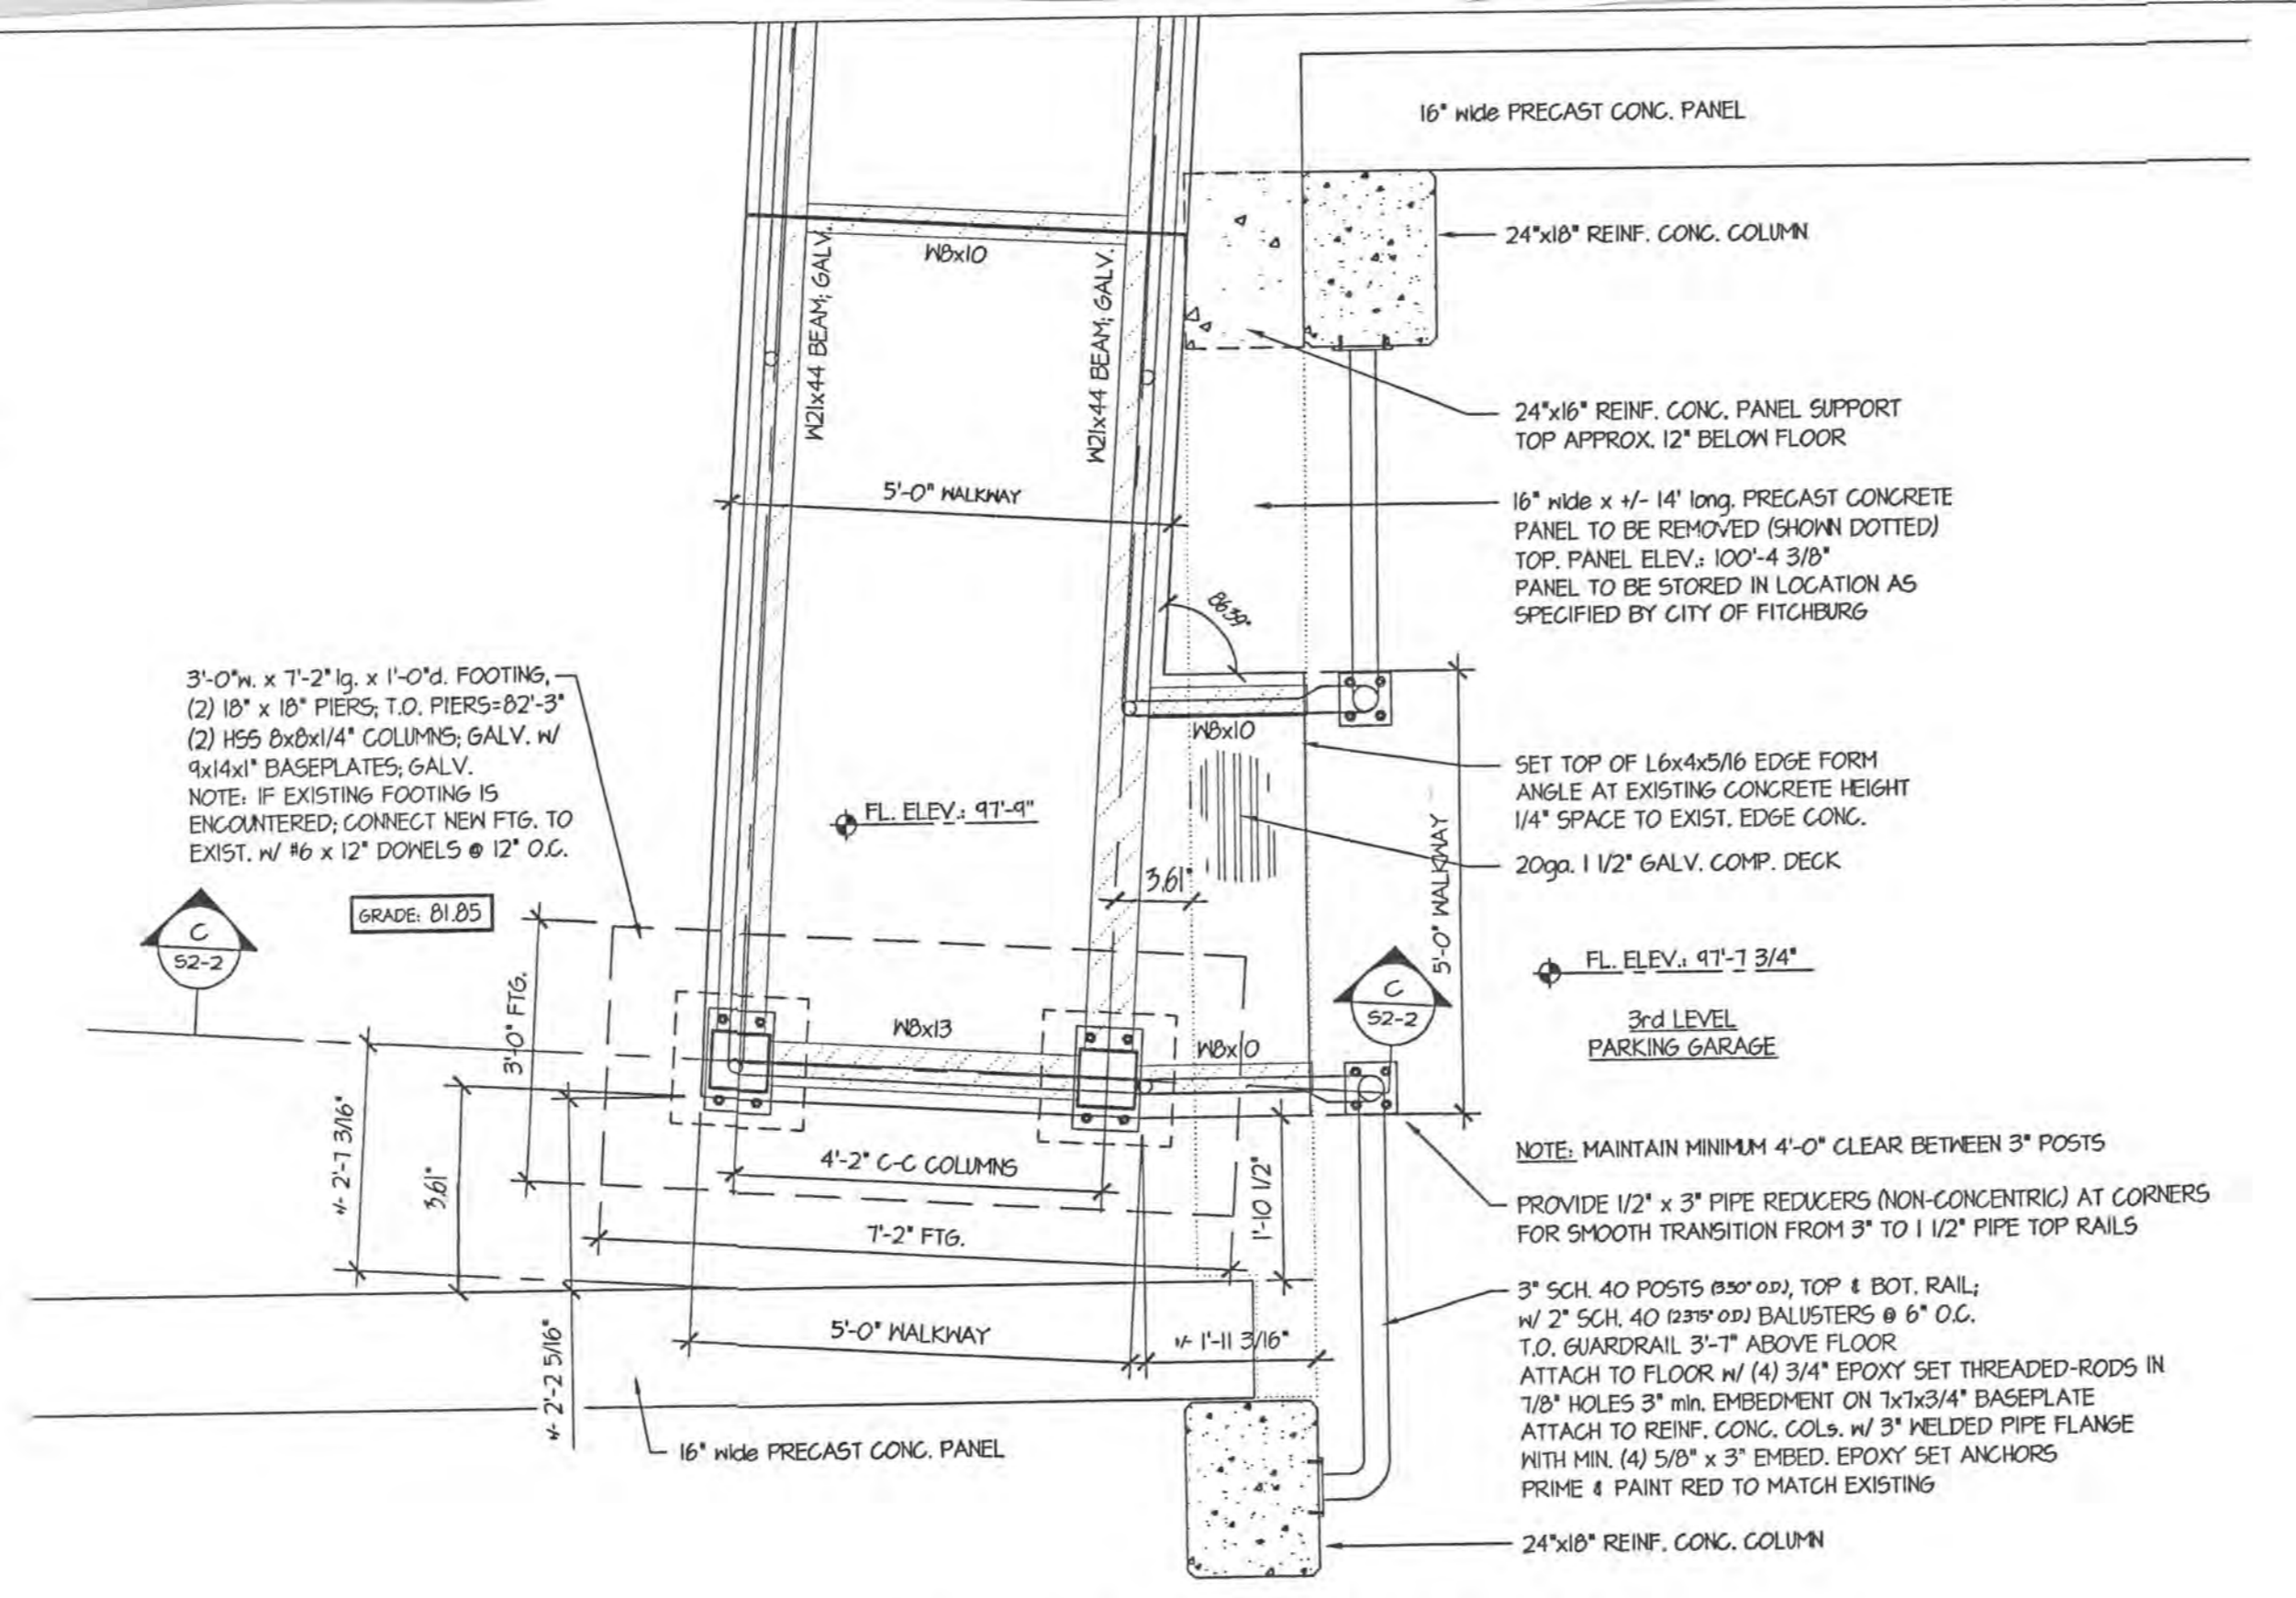 16" wide PRECAST CONC. PANEL
24"x18" REINF. CONC. COLUMN
W8x10
W21x44 BEAM; GALV.
W21x44 BEAM; GALV.
24"x16" REINF. CONC. PANEL SUPPORT
TOP APPROX. 12" BELOW FLOOR
5'-0" WALKWAY
16" wide x +/- 14' long. PRECAST CONCRETE
PANEL TO BE REMOVED (SHOWN DOTTED)
TOP. PANEL ELEV.: 100'-4 3/8"
PANEL TO BE STORED IN LOCATION AS
SPECIFIED BY CITY OF FITCHBURG
86.39°
3'-0"w. x 7'-2" lg. x 1'-0"d. FOOTING,
(2) 18" x 18" PIERS; T.O. PIERS=82'-3"
(2) HSS 8x8x1/4" COLUMNS; GALV. w/
9x14x1" BASEPLATES; GALV.
NOTE: IF EXISTING FOOTING IS
ENCOUNTERED; CONNECT NEW FTG. TO
EXIST. w/ #6 x 12" DOWELS @ 12" O.C.
W8x10
SET TOP OF L6x4x5/16 EDGE FORM
ANGLE AT EXISTING CONCRETE HEIGHT
1/4" SPACE TO EXIST. EDGE CONC.
FL. ELEV.: 97'-9"
5'-0" WALKWAY
20ga. 1 1/2" GALV. COMP. DECK
3.61°
GRADE: 81.85
C
S2-2
3'-0" FTG.
FL. ELEV.: 97'-7 3/4"
C
S2-2
3rd LEVEL
PARKING GARAGE
W8x13
W8x10
+/- 2'-7 3/16"
3.61°
4'-2" C-C COLUMNS
1'-10 1/2"
NOTE: MAINTAIN MINIMUM 4'-0" CLEAR BETWEEN 3" POSTS
PROVIDE 1/2" x 3" PIPE REDUCERS (NON-CONCENTRIC) AT CORNERS
FOR SMOOTH TRANSITION FROM 3" TO 1 1/2" PIPE TOP RAILS
7'-2" FTG.
3" SCH. 40 POSTS (3.50" O.D.), TOP & BOT. RAIL;
w/ 2" SCH. 40 (2.375" O.D.) BALUSTERS @ 6" O.C.
T.O. GUARDRAIL 3'-7" ABOVE FLOOR
ATTACH TO FLOOR w/ (4) 3/4" EPOXY SET THREADED-RODS IN
7/8" HOLES 3" min. EMBEDMENT ON 7x7x3/4" BASEPLATE
ATTACH TO REINF. CONC. COLs. w/ 3" WELDED PIPE FLANGE
WITH MIN. (4) 5/8" x 3" EMBED. EPOXY SET ANCHORS
PRIME & PAINT RED TO MATCH EXISTING
5'-0" WALKWAY
+/- 1'-11 3/16"
+/- 2'-2 5/16"
16" wide PRECAST CONC. PANEL
24"x18" REINF. CONC. COLUMN